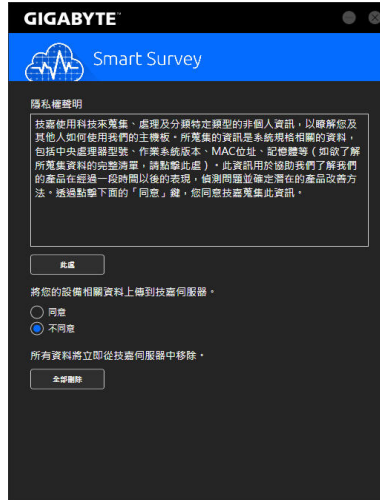 GIGABYTE™
Smart Survey
隱私權聲明
技嘉使用科技來蒐集、處理及分類特定類型的非個人資訊，以瞭解您及
其他人如何使用我們的主機板。所蒐集的資訊是系統規格相關的資料，
包括中央處理器型號、作業系統版本、MAC位址、記憶體等（如欲了解
所蒐集資料的完整清單，請點擊此處）。此資訊用於協助我們了解我們
的產品在經過一段時間以後的表現，偵測問題並確定潛在的產品改善方
法。透過點擊下面的「同意」鍵，您同意技嘉蒐集此資訊。
此處
將您的設備相關資料上傳到技嘉伺服器。
同意
不同意
所有資料將立即從技嘉伺服器中移除。
全部刪除